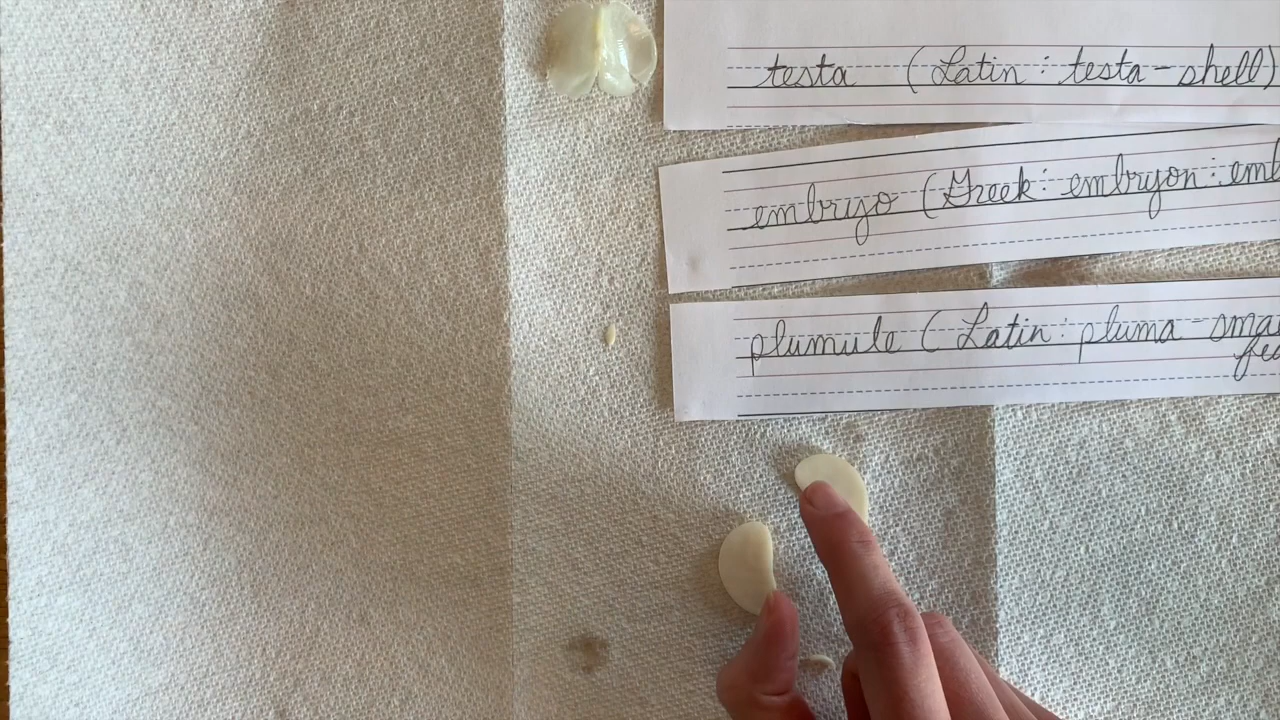 testa (Latin: testa-shell)
embryo (Greek: embryon:
plumule (Latin: pluma-